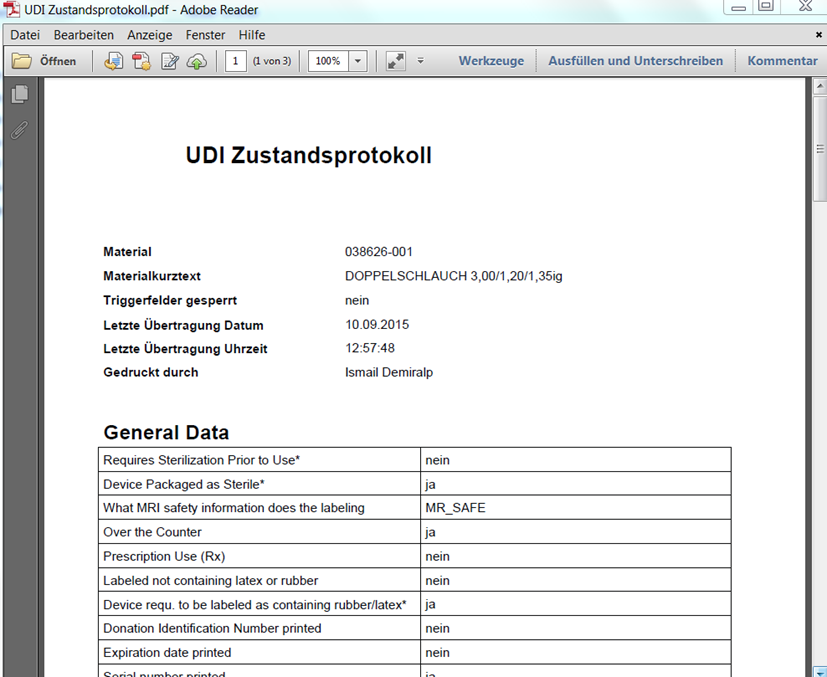 UDI Zustandsprotokoll.pdf - Adobe Reader
Datei Bearbeiten Anzeige Fenster Hilfe
Öffnen 1 (1 von 3) 100% Werkzeuge Ausfüllen und Unterschreiben Kommentar
UDI Zustandsprotokoll
Material 038626-001
Materialkurztext DOPPELSCHLAUCH 3,00/1,20/1,35ig
Triggerfelder gesperrt nein
Letzte Übertragung Datum 10.09.2015
Letzte Übertragung Uhrzeit 12:57:48
Gedruckt durch Ismail Demiralp
General Data
Requires Sterilization Prior to Use* nein
Device Packaged as Sterile* ja
What MRI safety information does the labeling MR_SAFE
Over the Counter ja
Prescription Use (Rx) nein
Labeled not containing latex or rubber nein
Device requ. to be labeled as containing rubber/latex* ja
Donation Identification Number printed nein
Expiration date printed nein
Serial number printed ja